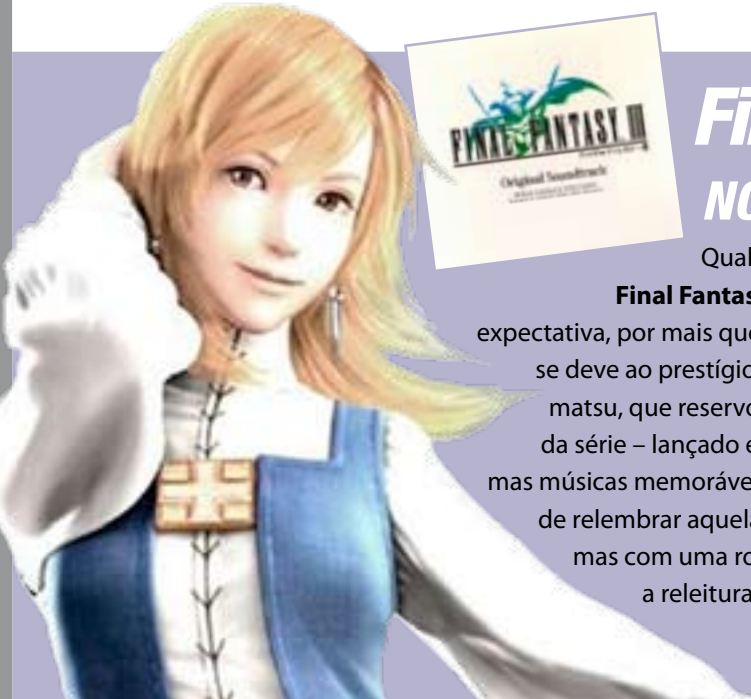 FINAL FANTASY III
Original Soundtrack
Fi
NO
Qual
Final Fantas
expectativa, por mais que
se deve ao prestígio
matsu, que reservo
da série – lançado e
mas músicas memoráve
de relembrar aquela
mas com uma ro
a releitura